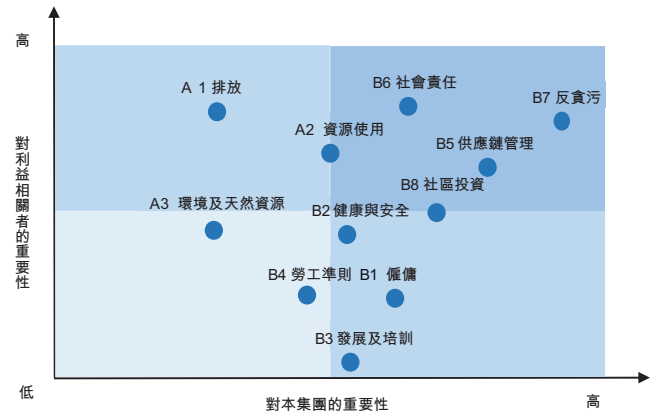 高
A 1 排放
B6 社會責任
B7 反貪污
A2 資源使用
B5 供應鏈管理
B8 社區投資
A3 環境及天然資源
B2 健康與安全
B4 勞工準則
B1 僱傭
B3 發展及培訓
對利益相關者的重要性
低
對本集團的重要性
高